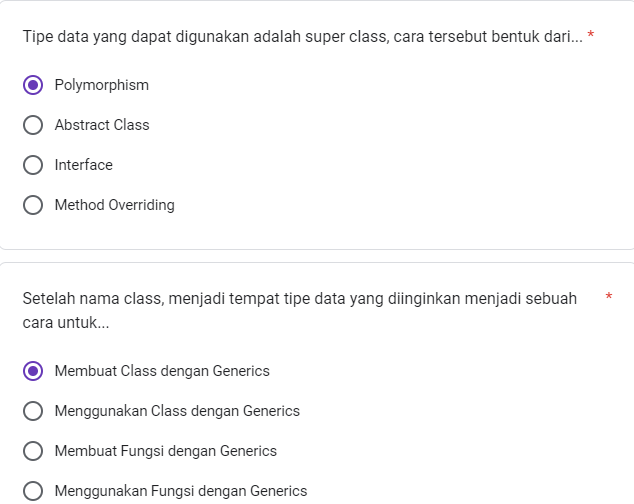 Tipe data yang dapat digunakan adalah super class, cara tersebut bentuk dari... *
Polymorphism
Abstract Class
Interface
Method Overriding
Setelah nama class, menjadi tempat tipe data yang diinginkan menjadi sebuah *
cara untuk...
Membuat Class dengan Generics
Menggunakan Class dengan Generics
Membuat Fungsi dengan Generics
Menggunakan Fungsi dengan Generics